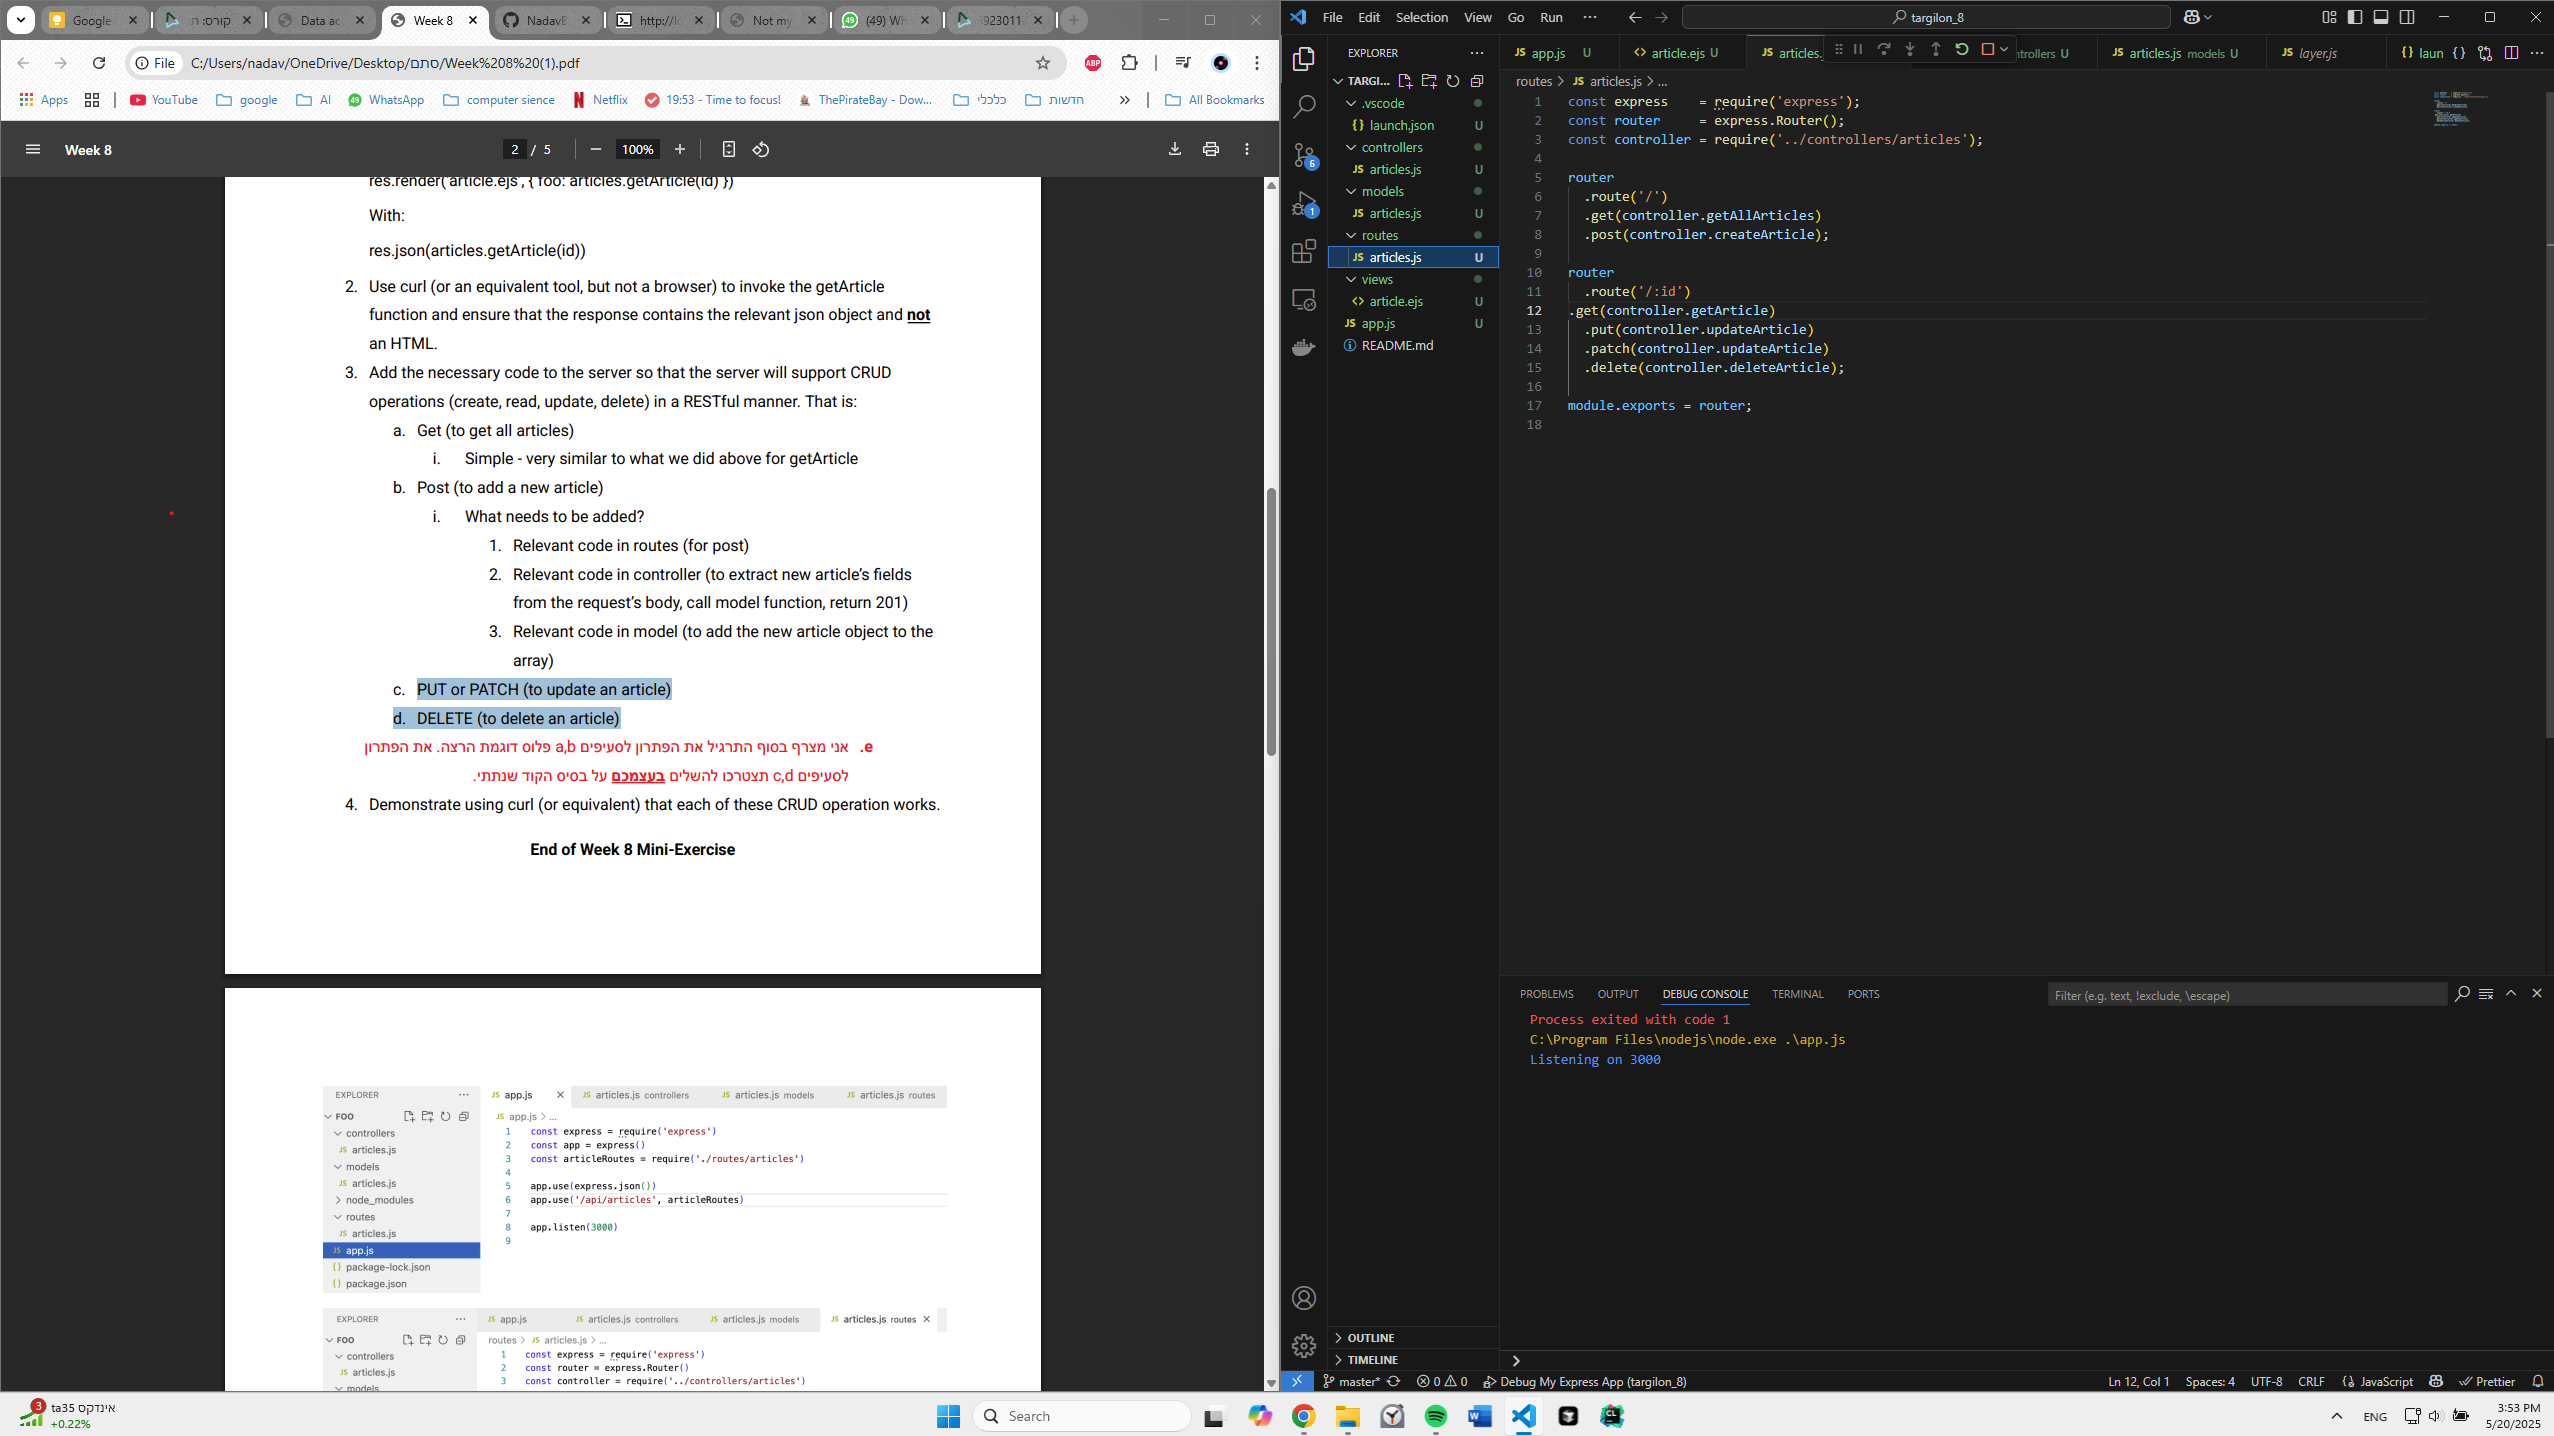 Google
קורס: ת
Data ac
Week 8
NadavE
http://lo
Not my
(49) Wh
923011
File C:/Users/nadav/OneDrive/Desktop/סתם/Week%208%20(1).pdf
ABP
Apps
YouTube
google
AI
WhatsApp
computer sience
Netflix
19:53 - Time to focus!
ThePirateBay - Dow...
כלכלי
חדשות
»
All Bookmarks
Week 8
2 / 5
100%
res.render('article.ejs', { foo: articles.getArticle(id) })
With:
res.json(articles.getArticle(id))
2. Use curl (or an equivalent tool, but not a browser) to invoke the getArticle
function and ensure that the response contains the relevant json object and not
an HTML.
3. Add the necessary code to the server so that the server will support CRUD
operations (create, read, update, delete) in a RESTful manner. That is:
a. Get (to get all articles)
i. Simple - very similar to what we did above for getArticle
b. Post (to add a new article)
i. What needs to be added?
1. Relevant code in routes (for post)
2. Relevant code in controller (to extract new article's fields
from the request's body, call model function, return 201)
3. Relevant code in model (to add the new article object to the
array)
c. PUT or PATCH (to update an article)
d. DELETE (to delete an article)
e. אני מצרף בסוף התרגיל את הפתרון לסעיפים a,b פלוס דוגמת הרצה. את הפתרון
לסעיפים c,d תצטרכו להשלים בעצמכם על בסיס הקוד שנתתי.
4. Demonstrate using curl (or equivalent) that each of these CRUD operation works.
End of Week 8 Mini-Exercise
EXPLORER
FOO
controllers
articles.js
models
articles.js
node_modules
routes
articles.js
app.js
package-lock.json
package.json
app.js
articles.js controllers
articles.js models
articles.js routes
app.js > ...
1 const express = require('express')
2 const app = express()
3 const articleRoutes = require('./routes/articles')
4
5 app.use(express.json())
6 app.use('/api/articles', articleRoutes)
7
8 app.listen(3000)
9
EXPLORER
FOO
controllers
articles.js
models
app.js
articles.js controllers
articles.js models
articles.js routes
routes > articles.js > ...
1 const express = require('express')
2 const router = express.Router()
3 const controller = require('../controllers/articles')
File Edit Selection View Go Run ...
targilon_8
EXPLORER
TARGI...
.vscode
launch.json U
controllers
articles.js U
models
articles.js U
routes
articles.js U
views
article.ejs U
app.js U
README.md
OUTLINE
TIMELINE
6
1
app.js U
article.ejs U
articles.
ntrollers U
articles.js models U
layer.js
laun
routes > articles.js > ...
1 const express    = require('express');
2 const router     = express.Router();
3 const controller = require('../controllers/articles');
4
5 router
6   .route('/')
7   .get(controller.getAllArticles)
8   .post(controller.createArticle);
9
10 router
11   .route('/:id')
12 .get(controller.getArticle)
13   .put(controller.updateArticle)
14   .patch(controller.updateArticle)
15   .delete(controller.deleteArticle);
16
17 module.exports = router;
18
PROBLEMS OUTPUT DEBUG CONSOLE TERMINAL PORTS
Filter (e.g. text, !exclude, \escape)
Process exited with code 1
C:\Program Files\nodejs\node.exe .\app.js
Listening on 3000
master*
0
0
Debug My Express App (targilon_8)
Ln 12, Col 1
Spaces: 4
UTF-8
CRLF
JavaScript
Prettier
3
אינדקס ta35
+0.22%
Search
ENG
3:53 PM
5/20/2025